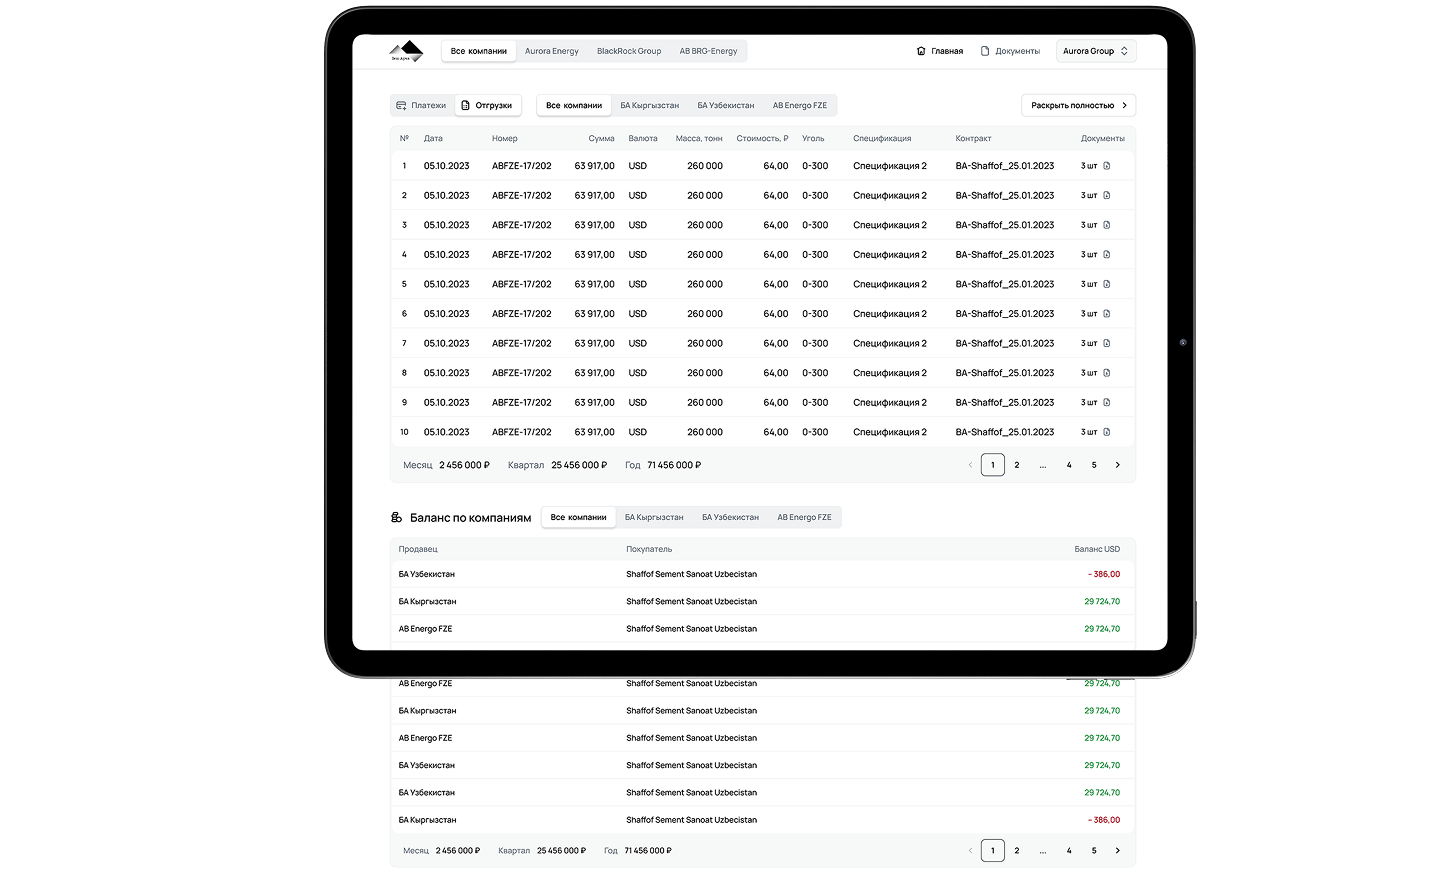 Все компании Aurora Energy BlackRock Group AB BRG-Energy Главная Документы Aurora Group
Платежи Отгрузки Все компании БА Кыргызстан БА Узбекистан AB Energo FZE Раскрыть полностью
№ Дата Номер Сумма Валюта Масса, тонн Стоимость, ₽ Уголь Спецификация Контракт Документы
1 05.10.2023 ABFZE-17/202 63 917,00 USD 260 000 64,00 0-300 Спецификация 2 BA-Shaffof_25.01.2023 3 шт
2 05.10.2023 ABFZE-17/202 63 917,00 USD 260 000 64,00 0-300 Спецификация 2 BA-Shaffof_25.01.2023 3 шт
3 05.10.2023 ABFZE-17/202 63 917,00 USD 260 000 64,00 0-300 Спецификация 2 BA-Shaffof_25.01.2023 3 шт
4 05.10.2023 ABFZE-17/202 63 917,00 USD 260 000 64,00 0-300 Спецификация 2 BA-Shaffof_25.01.2023 3 шт
5 05.10.2023 ABFZE-17/202 63 917,00 USD 260 000 64,00 0-300 Спецификация 2 BA-Shaffof_25.01.2023 3 шт
6 05.10.2023 ABFZE-17/202 63 917,00 USD 260 000 64,00 0-300 Спецификация 2 BA-Shaffof_25.01.2023 3 шт
7 05.10.2023 ABFZE-17/202 63 917,00 USD 260 000 64,00 0-300 Спецификация 2 BA-Shaffof_25.01.2023 3 шт
8 05.10.2023 ABFZE-17/202 63 917,00 USD 260 000 64,00 0-300 Спецификация 2 BA-Shaffof_25.01.2023 3 шт
9 05.10.2023 ABFZE-17/202 63 917,00 USD 260 000 64,00 0-300 Спецификация 2 BA-Shaffof_25.01.2023 3 шт
10 05.10.2023 ABFZE-17/202 63 917,00 USD 260 000 64,00 0-300 Спецификация 2 BA-Shaffof_25.01.2023 3 шт
Месяц 2 456 000 ₽ Квартал 25 456 000 ₽ Год 71 456 000 ₽ 1 2 ... 4 5
Баланс по компаниям Все компании БА Кыргызстан БА Узбекистан AB Energo FZE
Продавец Покупатель Баланс USD
БА Узбекистан Shaffof Sement Sanoat Uzbecistan – 386,00
БА Кыргызстан Shaffof Sement Sanoat Uzbecistan 29 724,70
AB Energo FZE Shaffof Sement Sanoat Uzbecistan 29 724,70
AB Energo FZE Shaffof Sement Sanoat Uzbecistan 29 724,70
БА Кыргызстан Shaffof Sement Sanoat Uzbecistan 29 724,70
AB Energo FZE Shaffof Sement Sanoat Uzbecistan 29 724,70
БА Узбекистан Shaffof Sement Sanoat Uzbecistan 29 724,70
БА Узбекистан Shaffof Sement Sanoat Uzbecistan 29 724,70
БА Кыргызстан Shaffof Sement Sanoat Uzbecistan – 386,00
Месяц 2 456 000 ₽ Квартал 25 456 000 ₽ Год 71 456 000 ₽ 1 2 ... 4 5